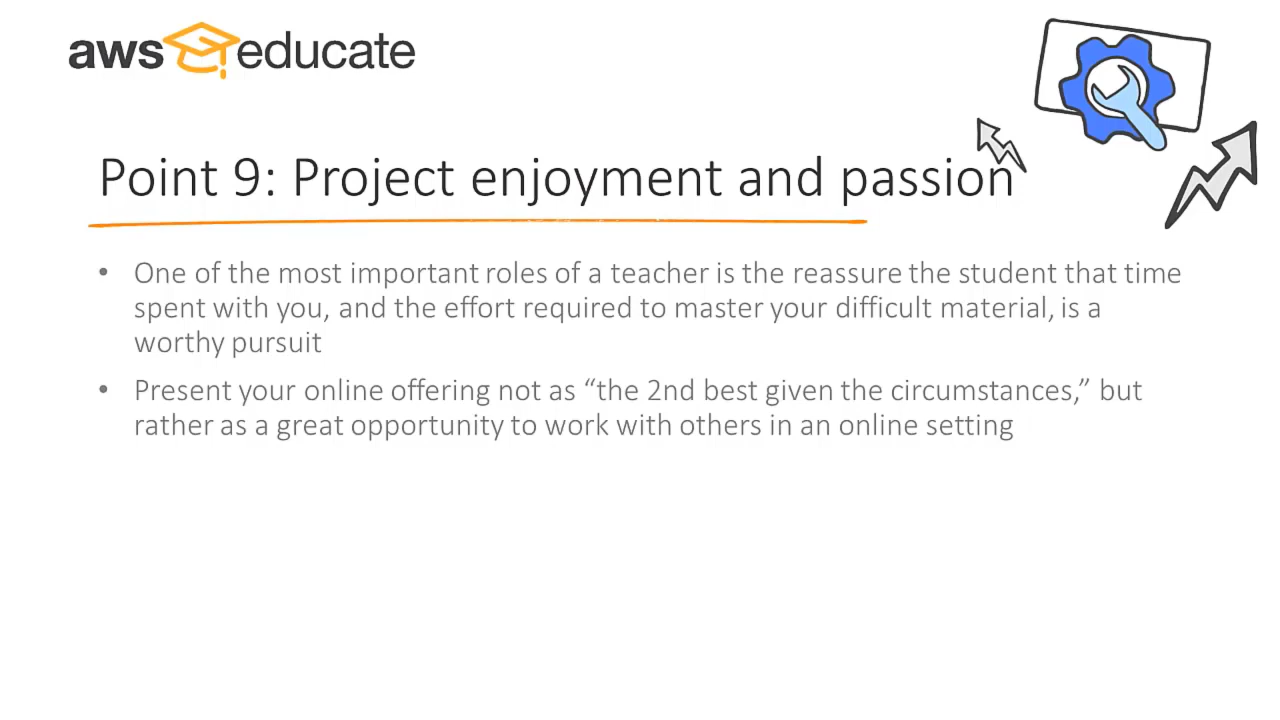 aws educate
Point 9: Project enjoyment and passion
• One of the most important roles of a teacher is the reassure the student that time
spent with you, and the effort required to master your difficult material, is a
worthy pursuit
• Present your online offering not as “the 2nd best given the circumstances,” but
rather as a great opportunity to work with others in an online setting